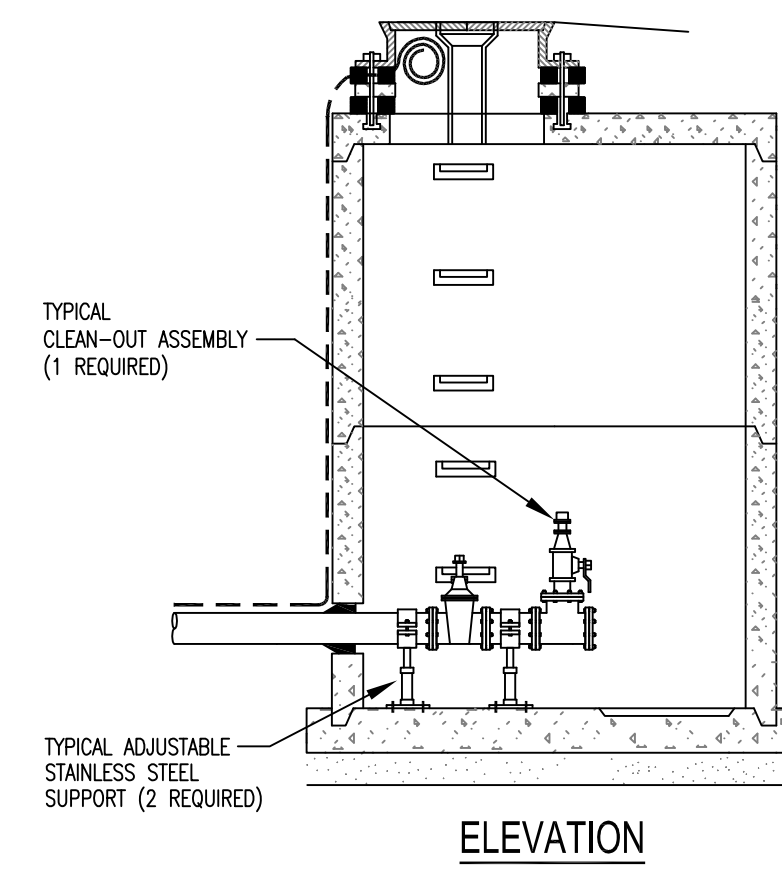 TYPICAL
CLEAN-OUT ASSEMBLY
(1 REQUIRED)
TYPICAL ADJUSTABLE
STAINLESS STEEL
SUPPORT (2 REQUIRED)
ELEVATION